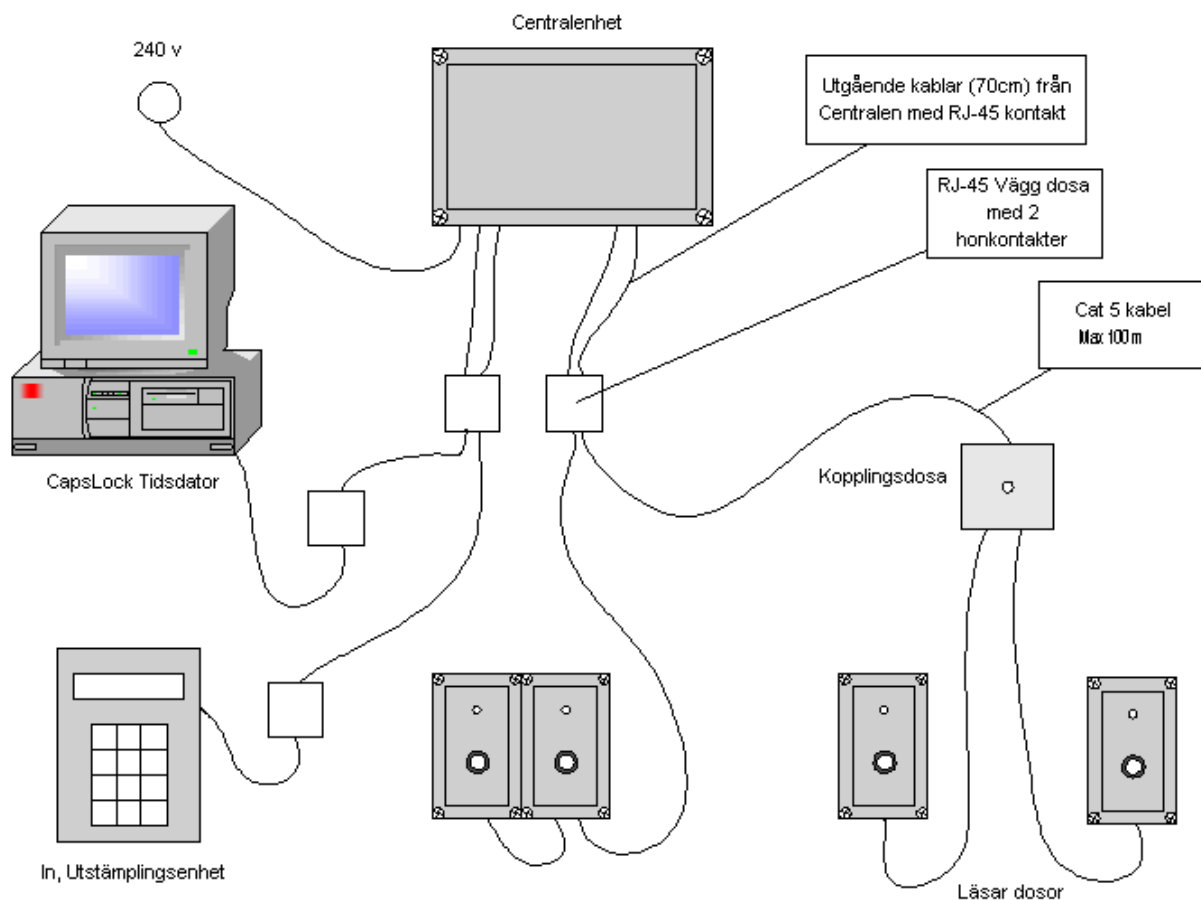 Centralenhet
240 v
Utgående kablar (70cm) från
Centralen med RJ-45 kontakt
RJ-45 Vägg dosa
med 2
honkontakter
Cat 5 kabel
Max 100m
CapsLock Tidsdator
Kopplingsdosa
In, Utstämplingsenhet
Läsar dosor